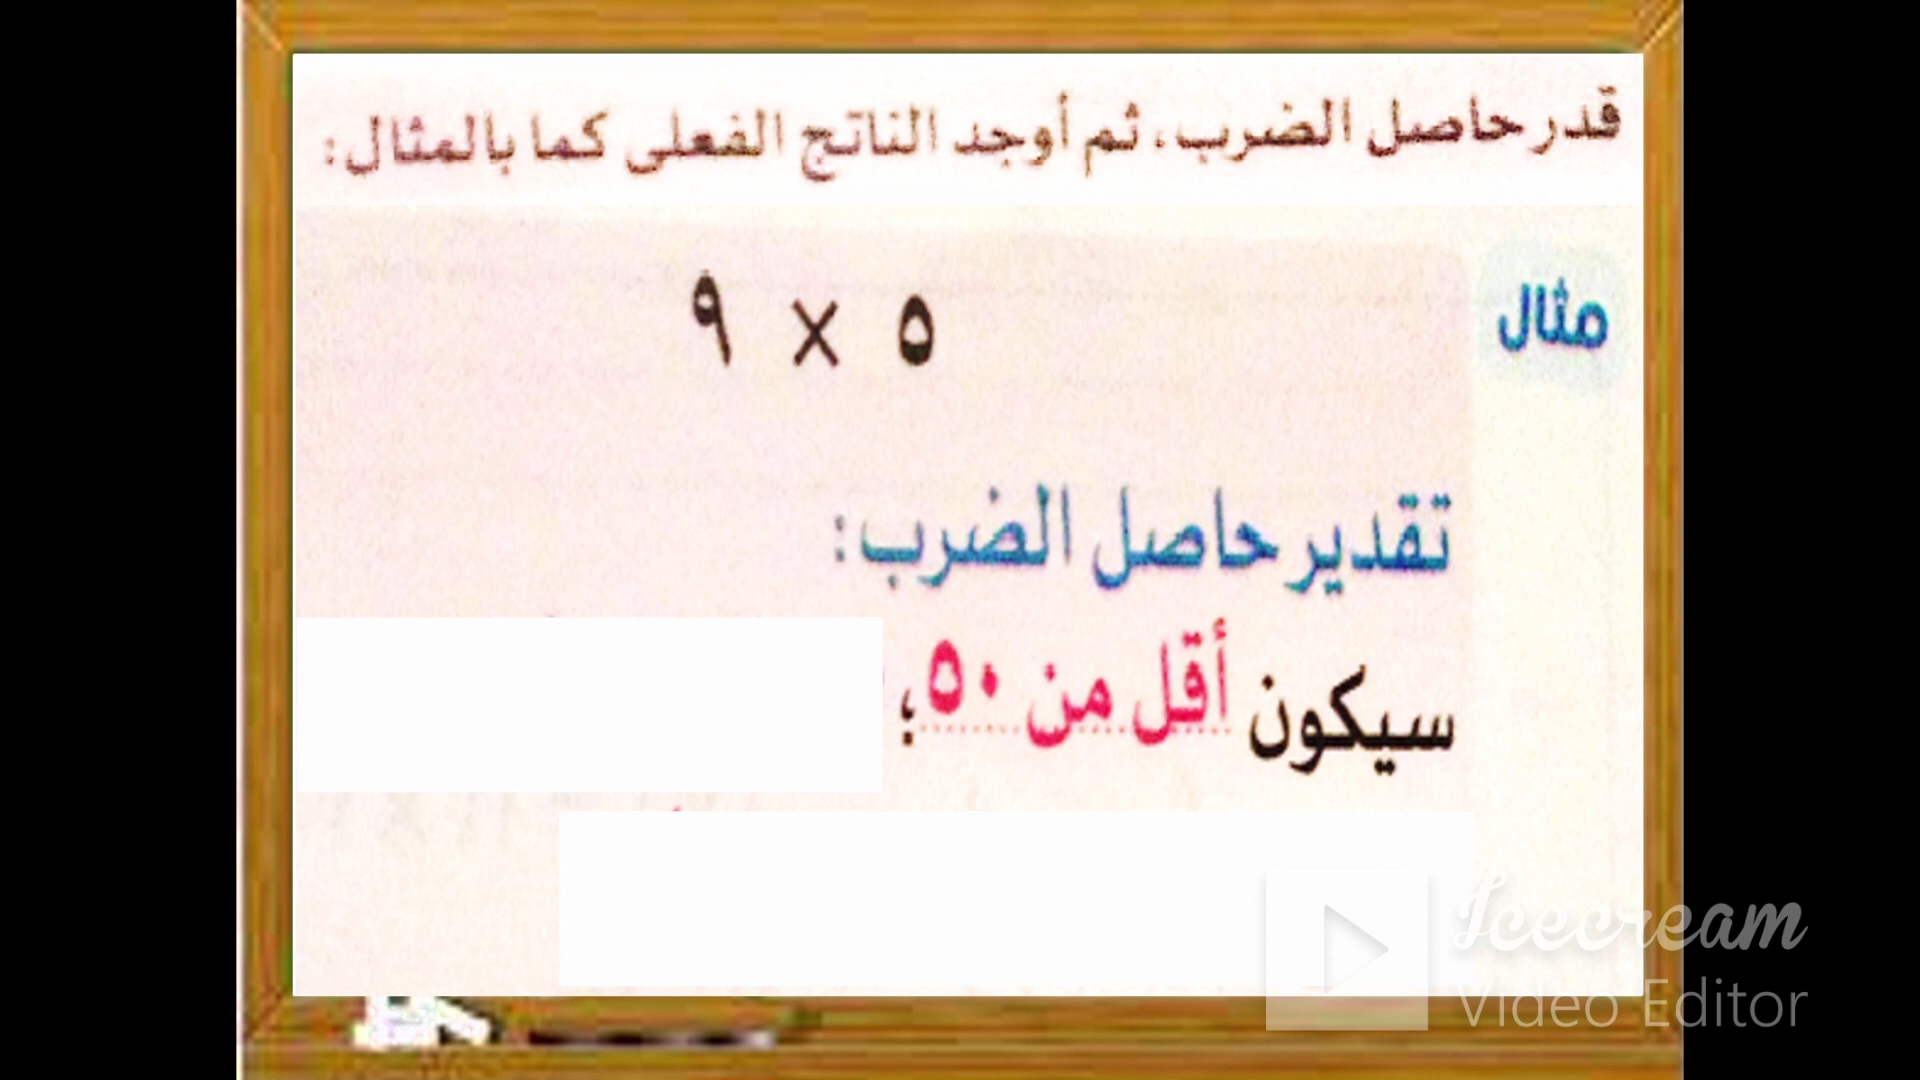 قدر حاصل الضرب، ثم أوجد الناتج الفعلى كما بالمثال:
مثال
٥ × ٩
تقدير حاصل الضرب:
سيكون أقل من ٥٠ ؛
Icecream
Video Editor